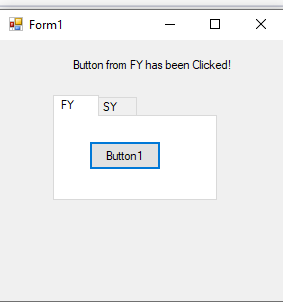 Form1
Button from FY has been Clicked!
FY SY
Button1